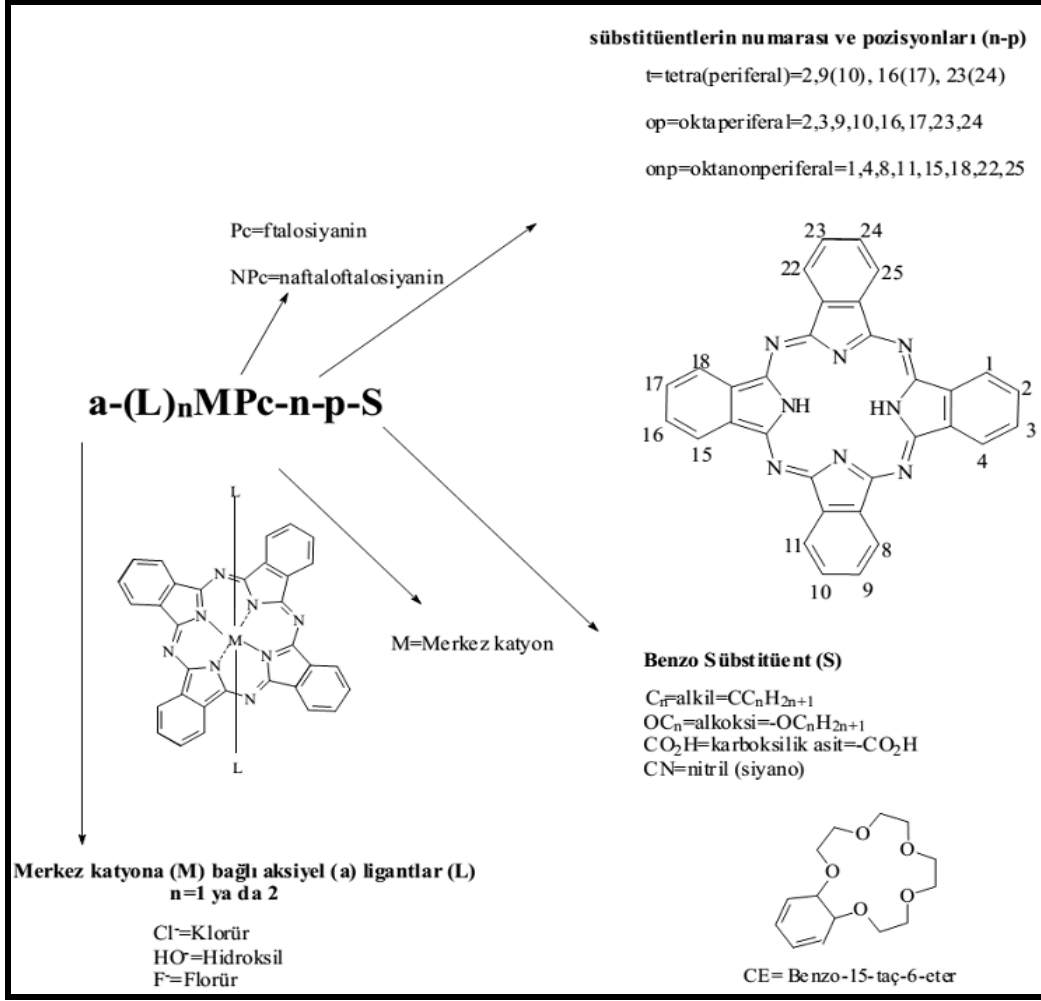 sübstitüentlerin numarası ve pozisyonları (n-p)
t=tetra(periferal)=2,9(10), 16(17), 23(24)
op=oktaperiferal=2,3,9,10,16,17,23,24
onp=oktanonperiferal=1,4,8,11,15,18,22,25
Pc=ftalosiyanin
NPc=naftaloftalosiyanin
a-(L)nMPc-n-p-S
23 24
22 25
N N N
18 1
17 NH HN 2
16 3
15 4
N N N
11 8
10 9
L
N N N
N M N
N N N
L
M=Merkez katyon
Benzo Sübstitüent (S)
Cn=alkil=CCnH2n+1
OCn=alkoksi=-OCnH2n+1
CO2H=karboksilik asit=-CO2H
CN=nitril (siyano)
Merkez katyona (M) bağlı aksiyel (a) ligantlar (L)
n=1 ya da 2
Cl-=Klorür
HO-=Hidroksil
F-=Florür
O O
O O
O
CE= Benzo-15-taç-6-eter